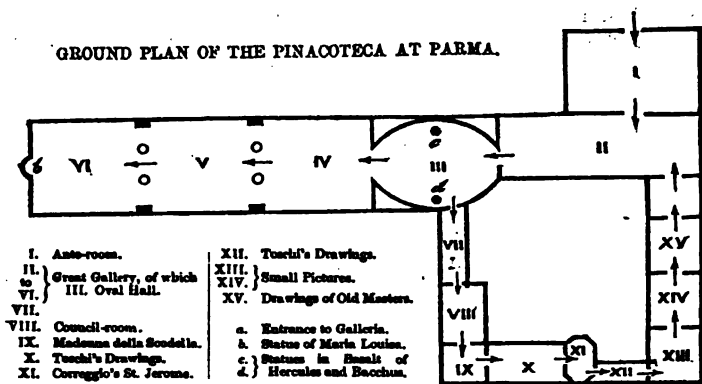 GROUND PLAN OF THE PINACOTECA AT PARMA.
I
II
c
III
d
IV
V
VI
b
VII
VIII
IX
X
XI
XII
XIII
XIV
XV
I. Ante-room.
II.
to } Great Gallery, of which
VI. III. Oval Hall.
VII.
VIII. Council-room.
IX. Madonna della Scodella.
X. Toschi's Drawings.
XI. Correggio's St. Jerome.
XII. Toschi's Drawings.
XIII.
XIV. } Small Pictures.
XV. Drawings of Old Masters.
a. Entrance to Galleria.
b. Statue of Maria Louisa.
c. } Statues in Basalt of
d. Hercules and Bacchus.